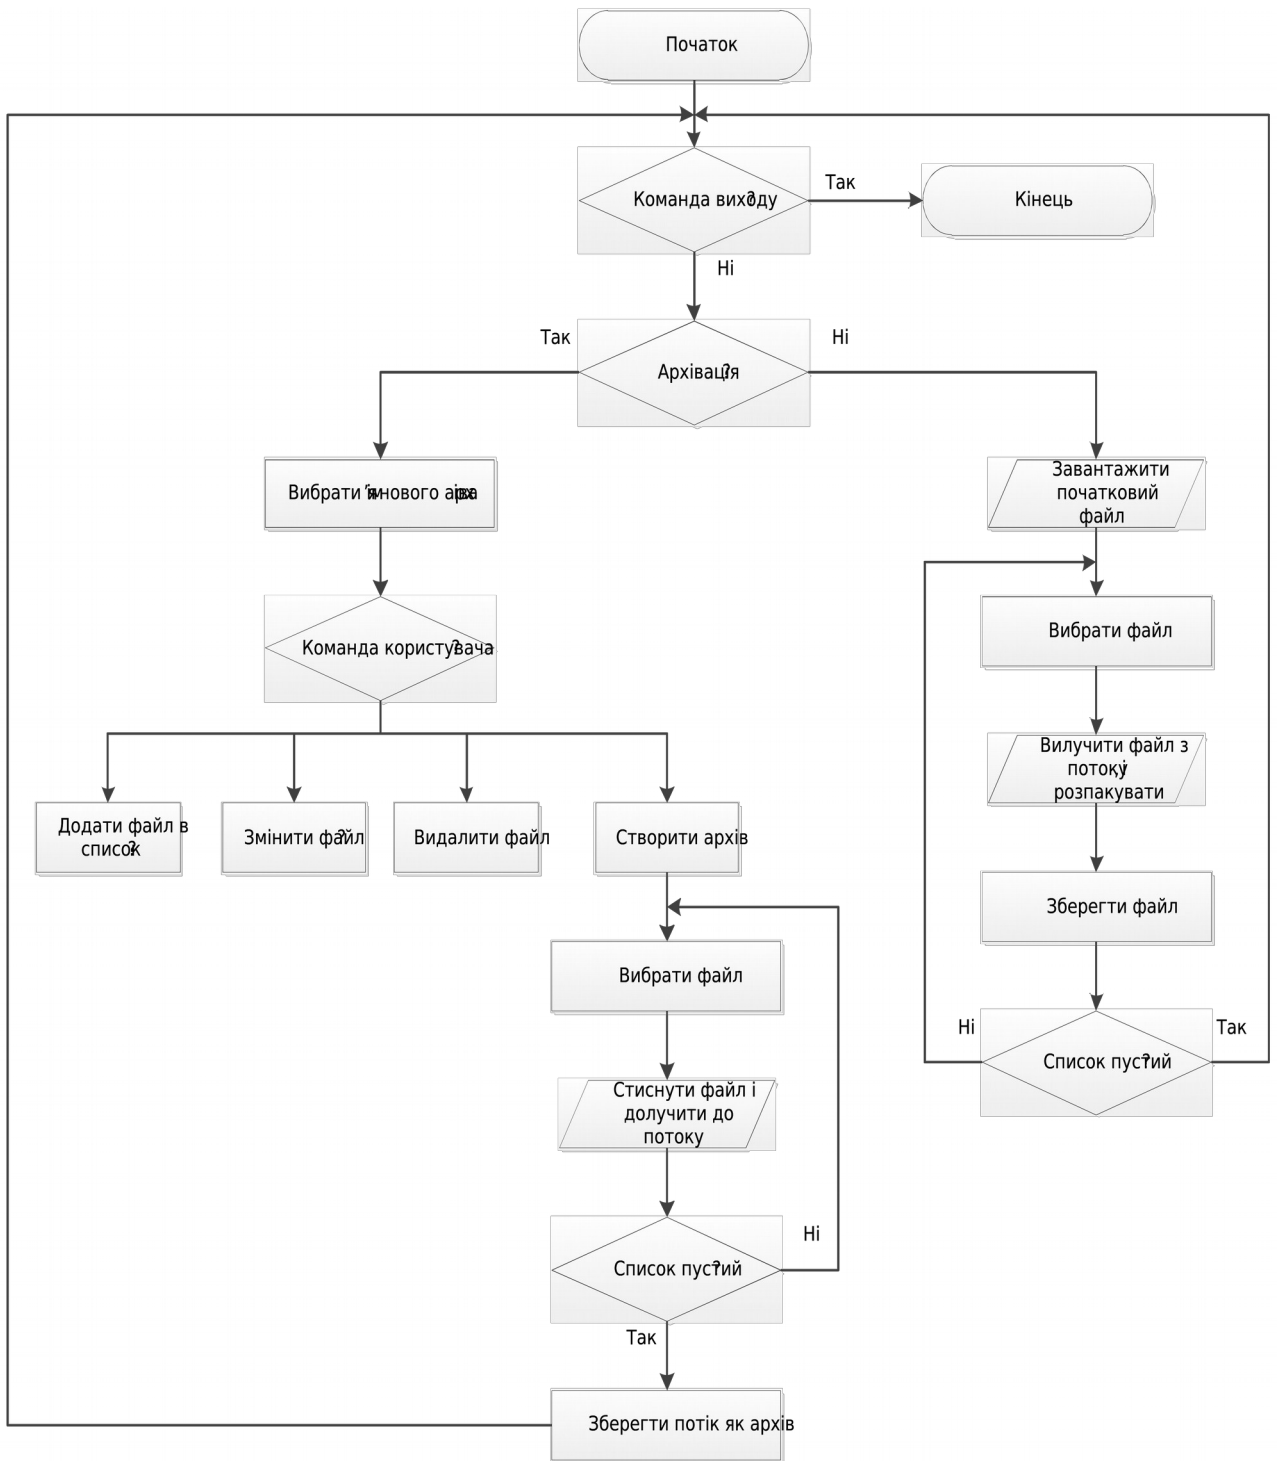 Початок
Команда виходу?
Так
Кінець
Ні
Так
Ні
Архівація?
Вибрати ім'я нового архіва
Завантажити
початковий
файл
Команда користувача?
Вибрати файл
Вилучити файл з
потоку, і
розпакувати
Додати файл в
список?
Змінити файл?
Видалити файл
Створити архів
Зберегти файл
Вибрати файл
Ні
Так
Список пустий?
Стиснути файл і
долучити до
потоку
Ні
Список пустий?
Так
Зберегти потік як архів